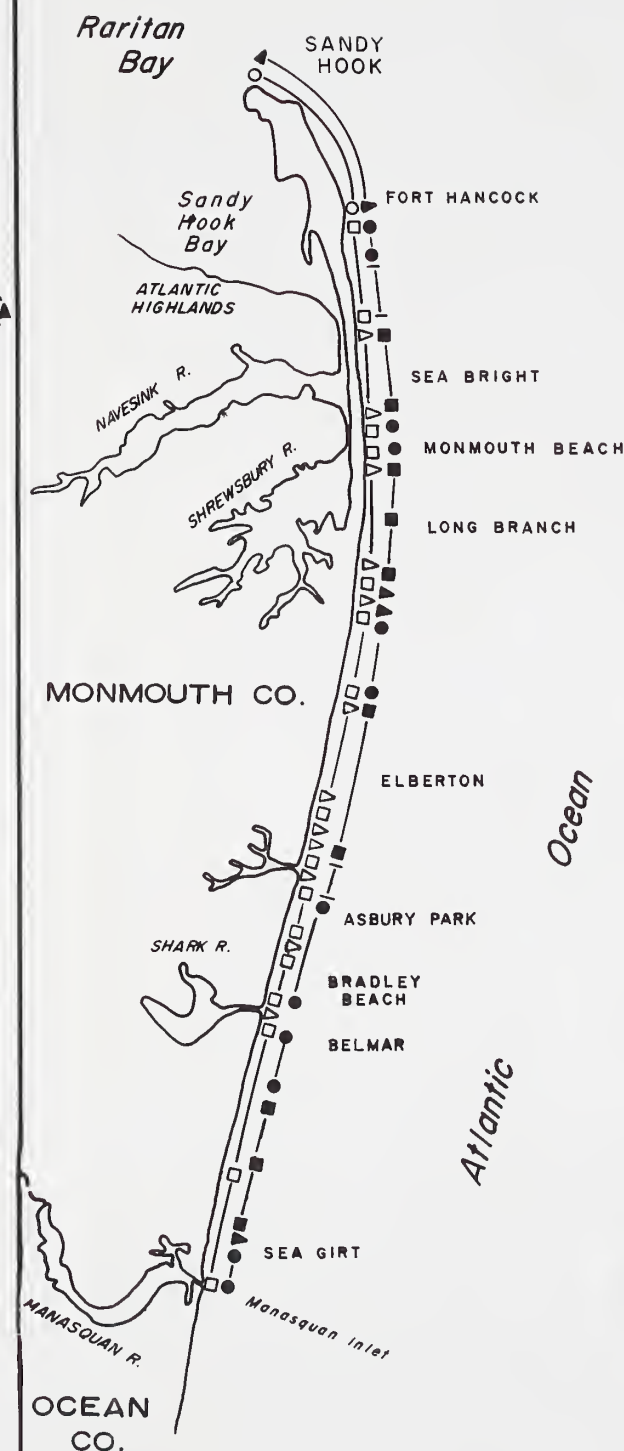 Raritan
Bay
SANDY
HOOK
FORT HANCOCK
Sandy
Hook
Bay
ATLANTIC
HIGHLANDS
NAVESINK R.
SEA BRIGHT
MONMOUTH BEACH
SHREWSBURY R.
LONG BRANCH
MONMOUTH CO.
ELBERTON
Ocean
ASBURY PARK
SHARK R.
BRADLEY
BEACH
BELMAR
Atlantic
SEA GIRT
Manasquan Inlet
MANASQUAN R.
OCEAN
CO.